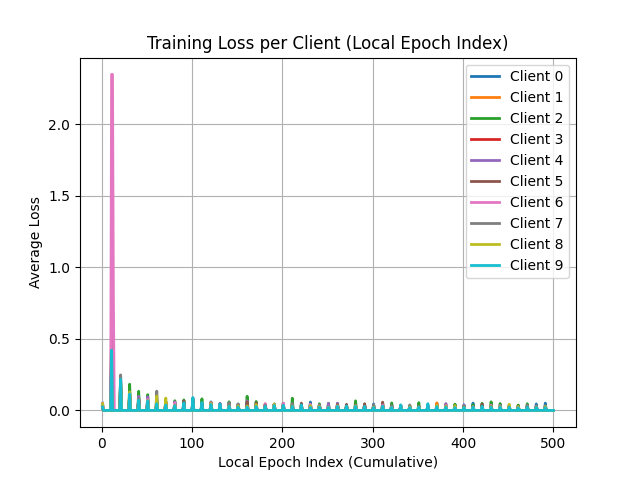 Training Loss per Client (Local Epoch Index)
Average Loss
2.0
1.5
1.0
0.5
0.0
0
100
200
300
400
500
Local Epoch Index (Cumulative)
Client 0
Client 1
Client 2
Client 3
Client 4
Client 5
Client 6
Client 7
Client 8
Client 9